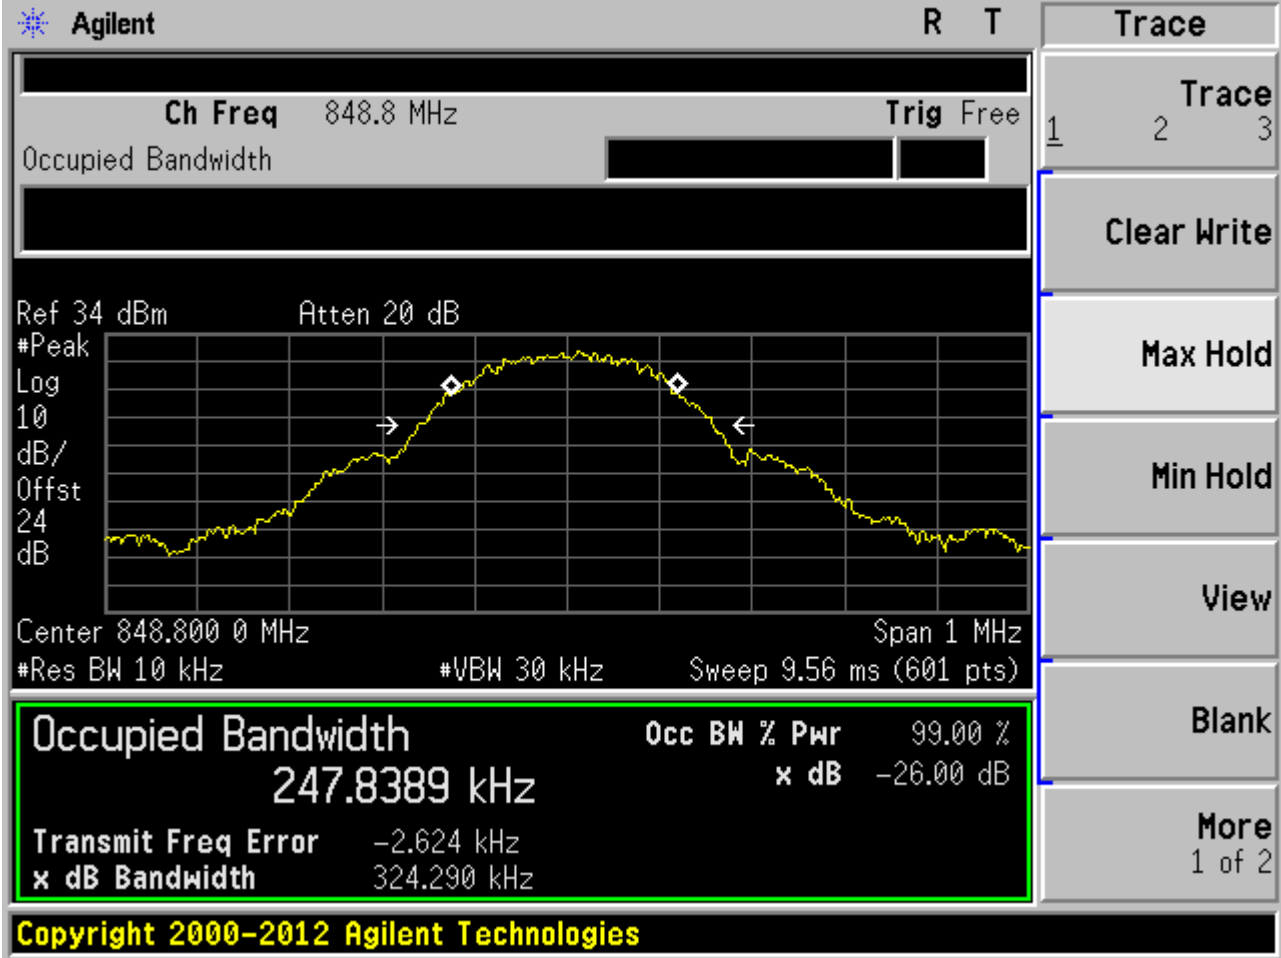 Agilent R T
Ch Freq 848.8 MHz Trig Free
Occupied Bandwidth
Ref 34 dBm Atten 20 dB
#Peak
Log
10
dB/
Offst
24
dB
Center 848.800 0 MHz Span 1 MHz
#Res BW 10 kHz #VBW 30 kHz Sweep 9.56 ms (601 pts)
Occupied Bandwidth Occ BW % Pwr 99.00 %
247.8389 kHz x dB -26.00 dB
Transmit Freq Error -2.624 kHz
x dB Bandwidth 324.290 kHz
Copyright 2000-2012 Agilent Technologies
Trace
Trace
1 2 3
Clear Write
Max Hold
Min Hold
View
Blank
More
1 of 2